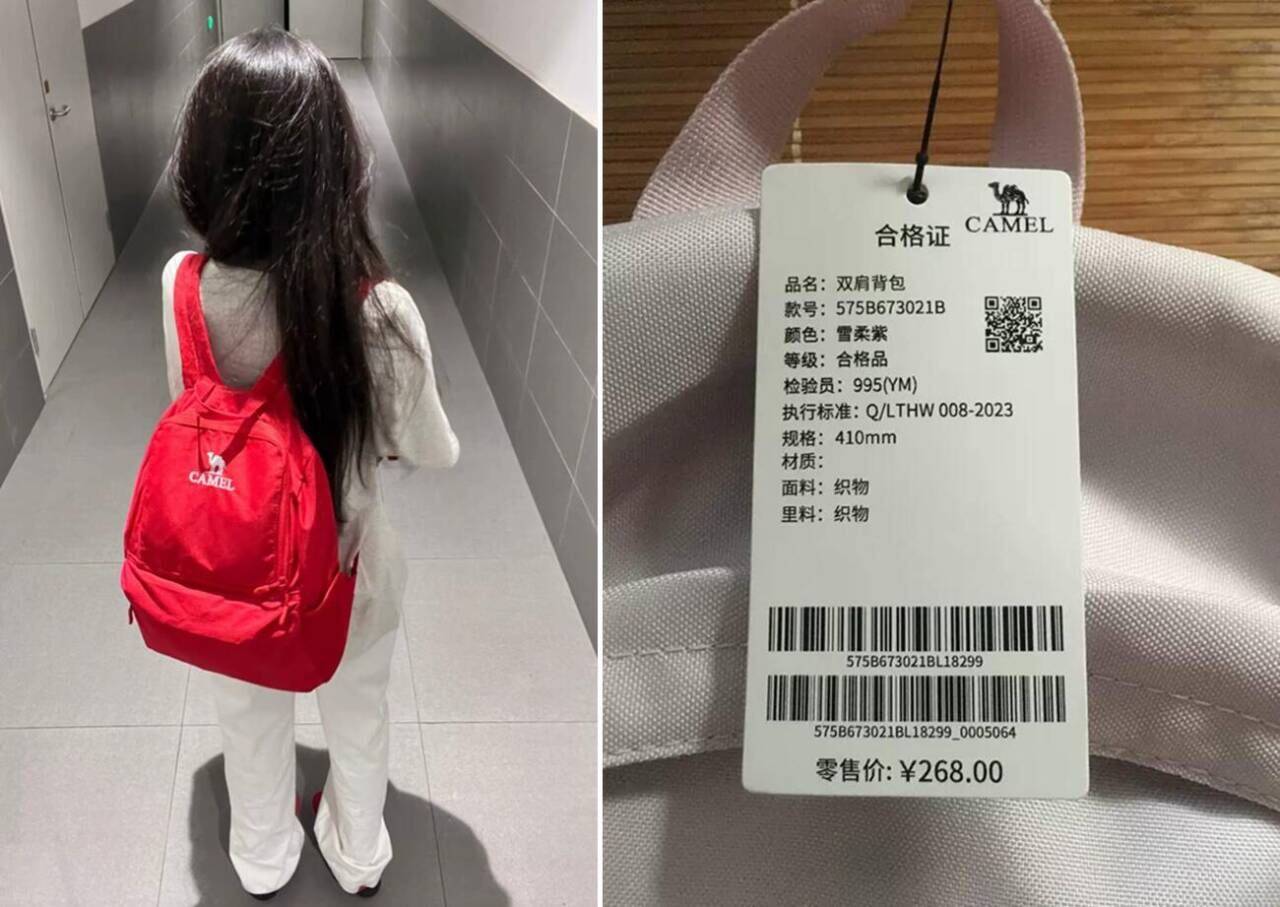 CAMEL
CAMEL
合格证
品名：双肩背包
款号：575B673021B
颜色：雪柔紫
等级：合格品
检验员：995(YM)
执行标准：Q/LTHW 008-2023
规格：410mm
材质：
面料：织物
里料：织物
575B673021BL18299
575B673021BL18299_0005064
零售价：¥268.00